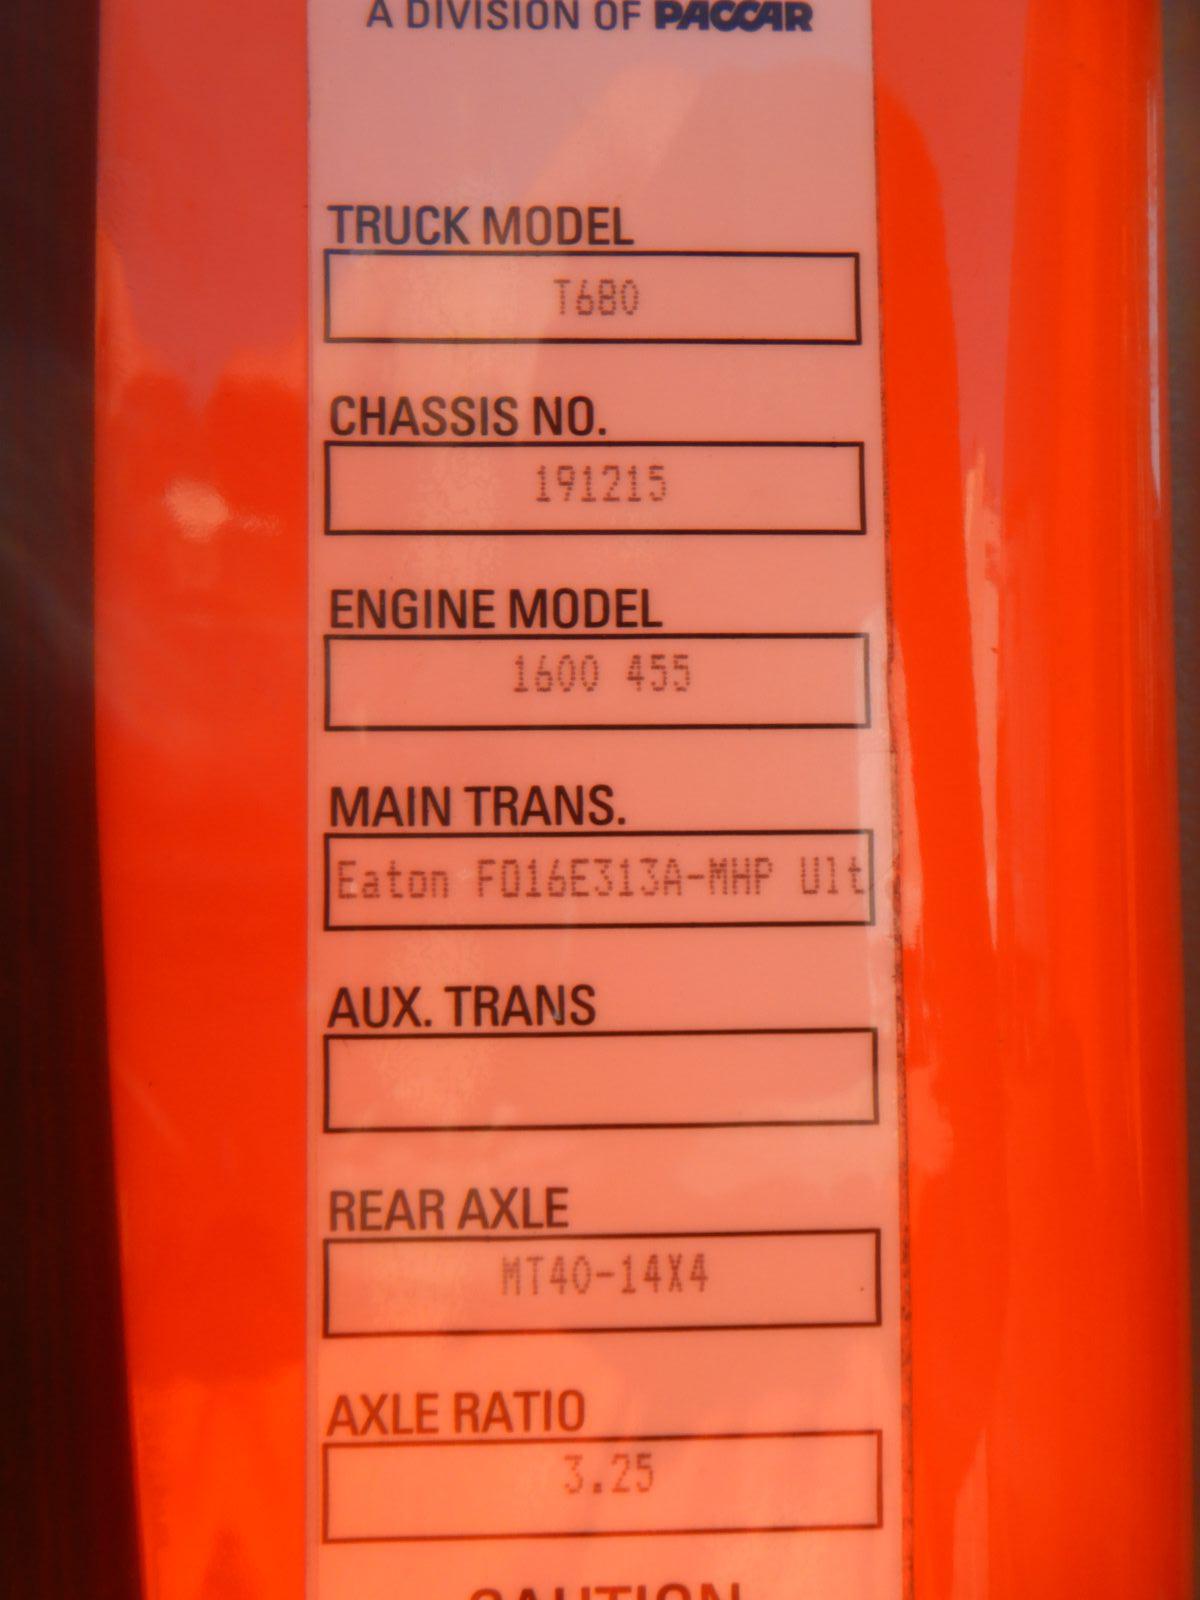 A DIVISION OF PACCAR
TRUCK MODEL
T680
CHASSIS NO.
191215
ENGINE MODEL
1600 455
MAIN TRANS.
Eaton FO16E313A-MHP Ult
AUX. TRANS
REAR AXLE
MT40-14X4
AXLE RATIO
3.25
CAUTION